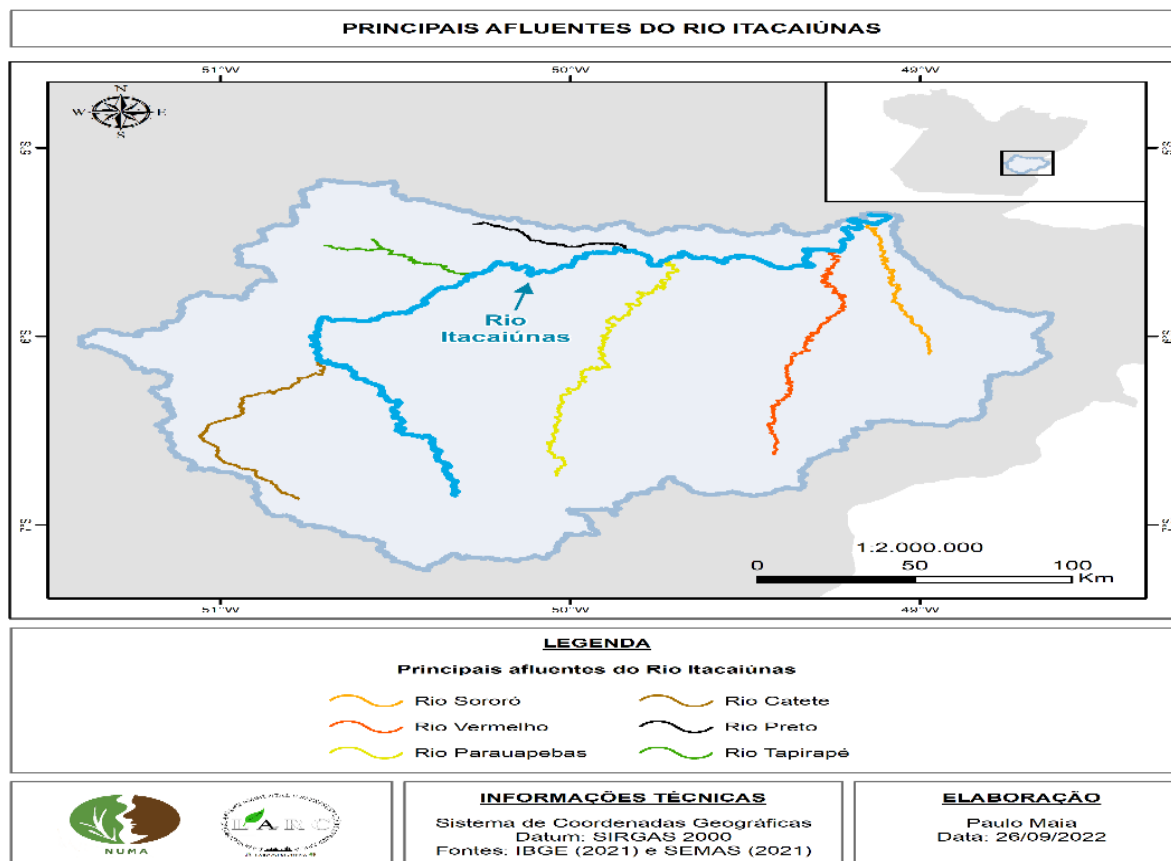 PRINCIPAIS AFLUENTES DO RIO ITACAIÚNAS
51°W 50°W 49°W
N
W E
S
5°S 5°S
Rio
Itacaiúnas
6°S 6°S
7°S 7°S
1:2.000.000
0 50 100
Km
51°W 50°W 49°W
LEGENDA
Principais afluentes do Rio Itacaiúnas
Rio Sororó Rio Catete
Rio Vermelho Rio Preto
Rio Parauapebas Rio Tapirapé
NUMA
INFORMAÇÕES TÉCNICAS
Sistema de Coordenadas Geográficas
Datum: SIRGAS 2000
Fontes: IBGE (2021) e SEMAS (2021)
ELABORAÇÃO
Paulo Maia
Data: 26/09/2022